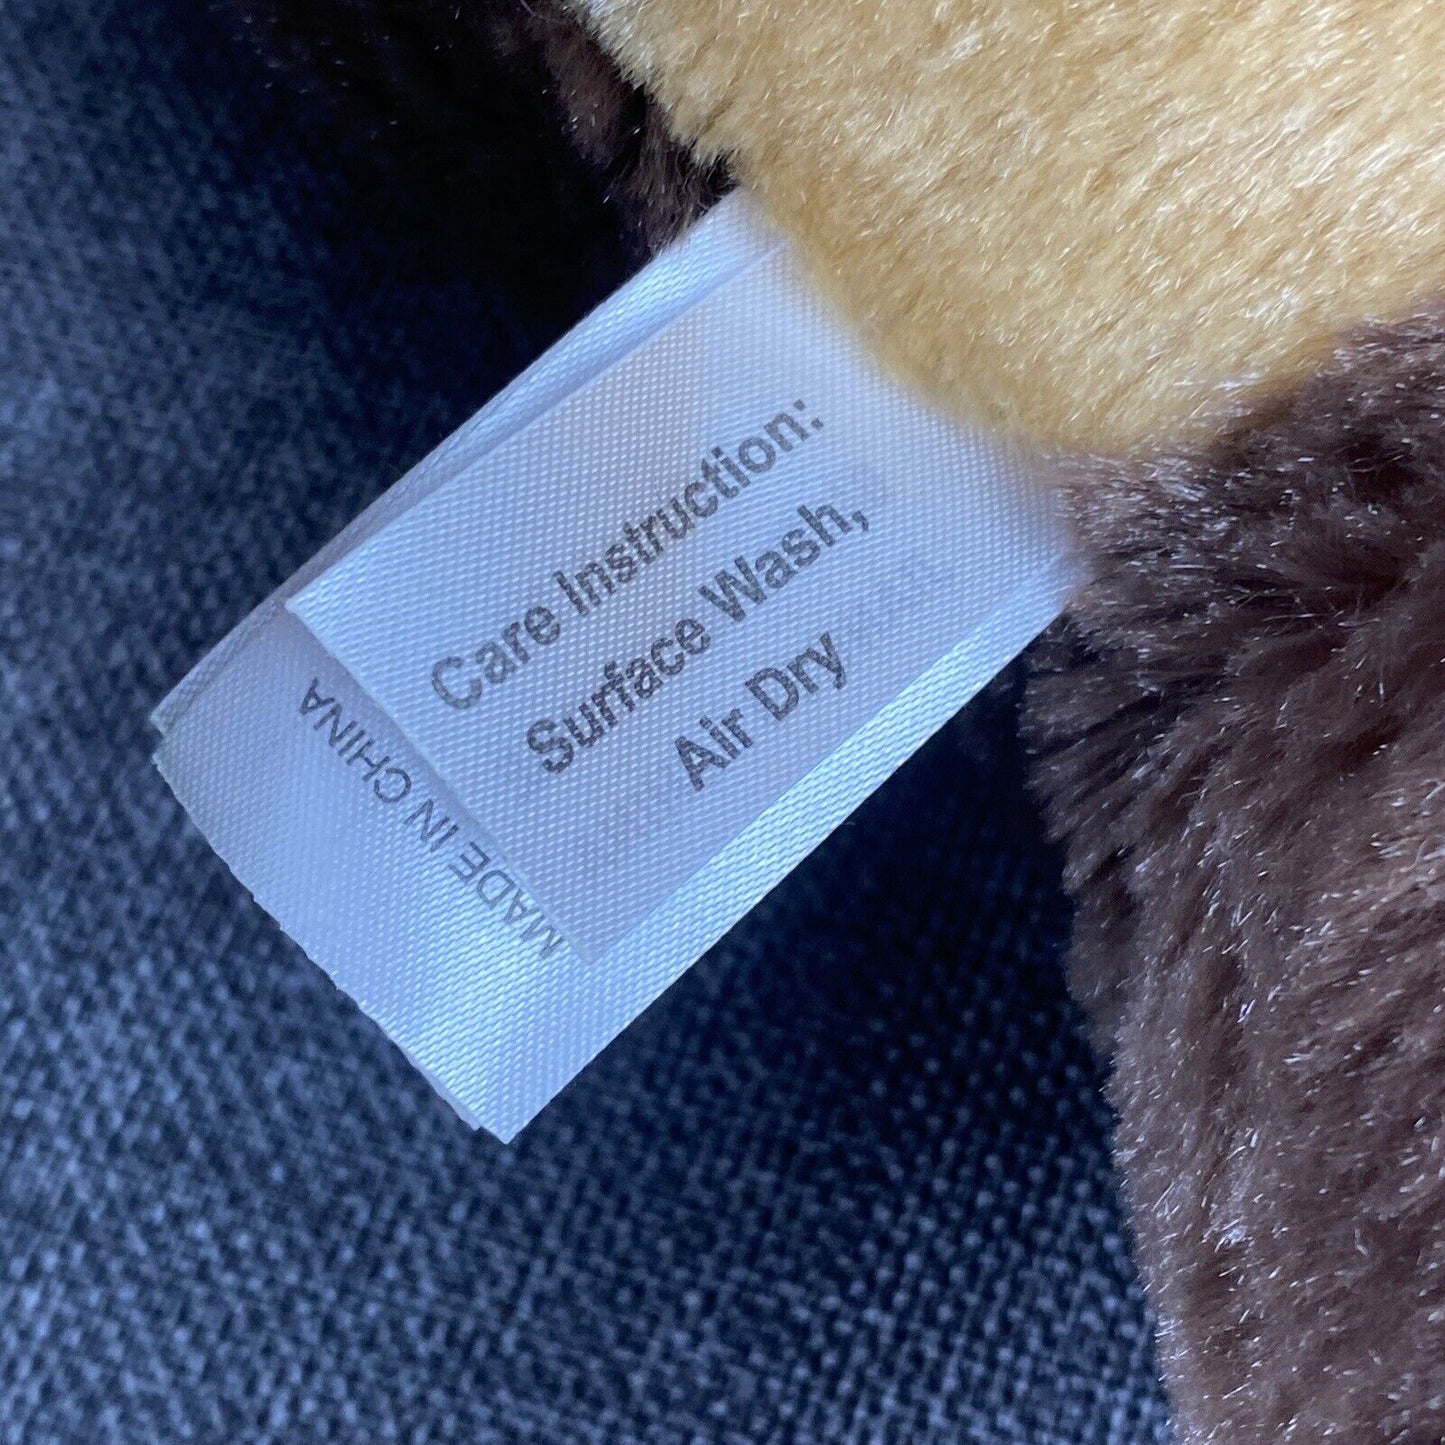 Care Instruction:
Surface Wash,
Air Dry
MADE IN CHINA